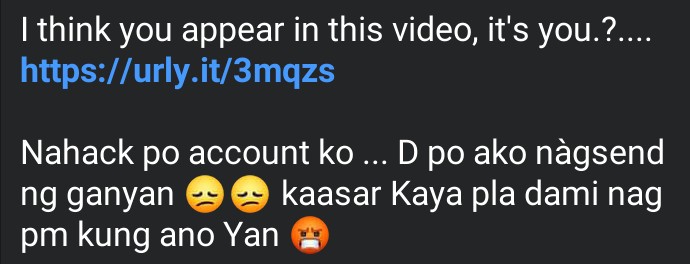 I think you appear in this video, it's you.?....
https://urly.it/3mqzs
Nahack po account ko ... D po ako nàgsend
ng ganyan 😞😞 kaasar Kaya pla dami nag
pm kung ano Yan 🤬